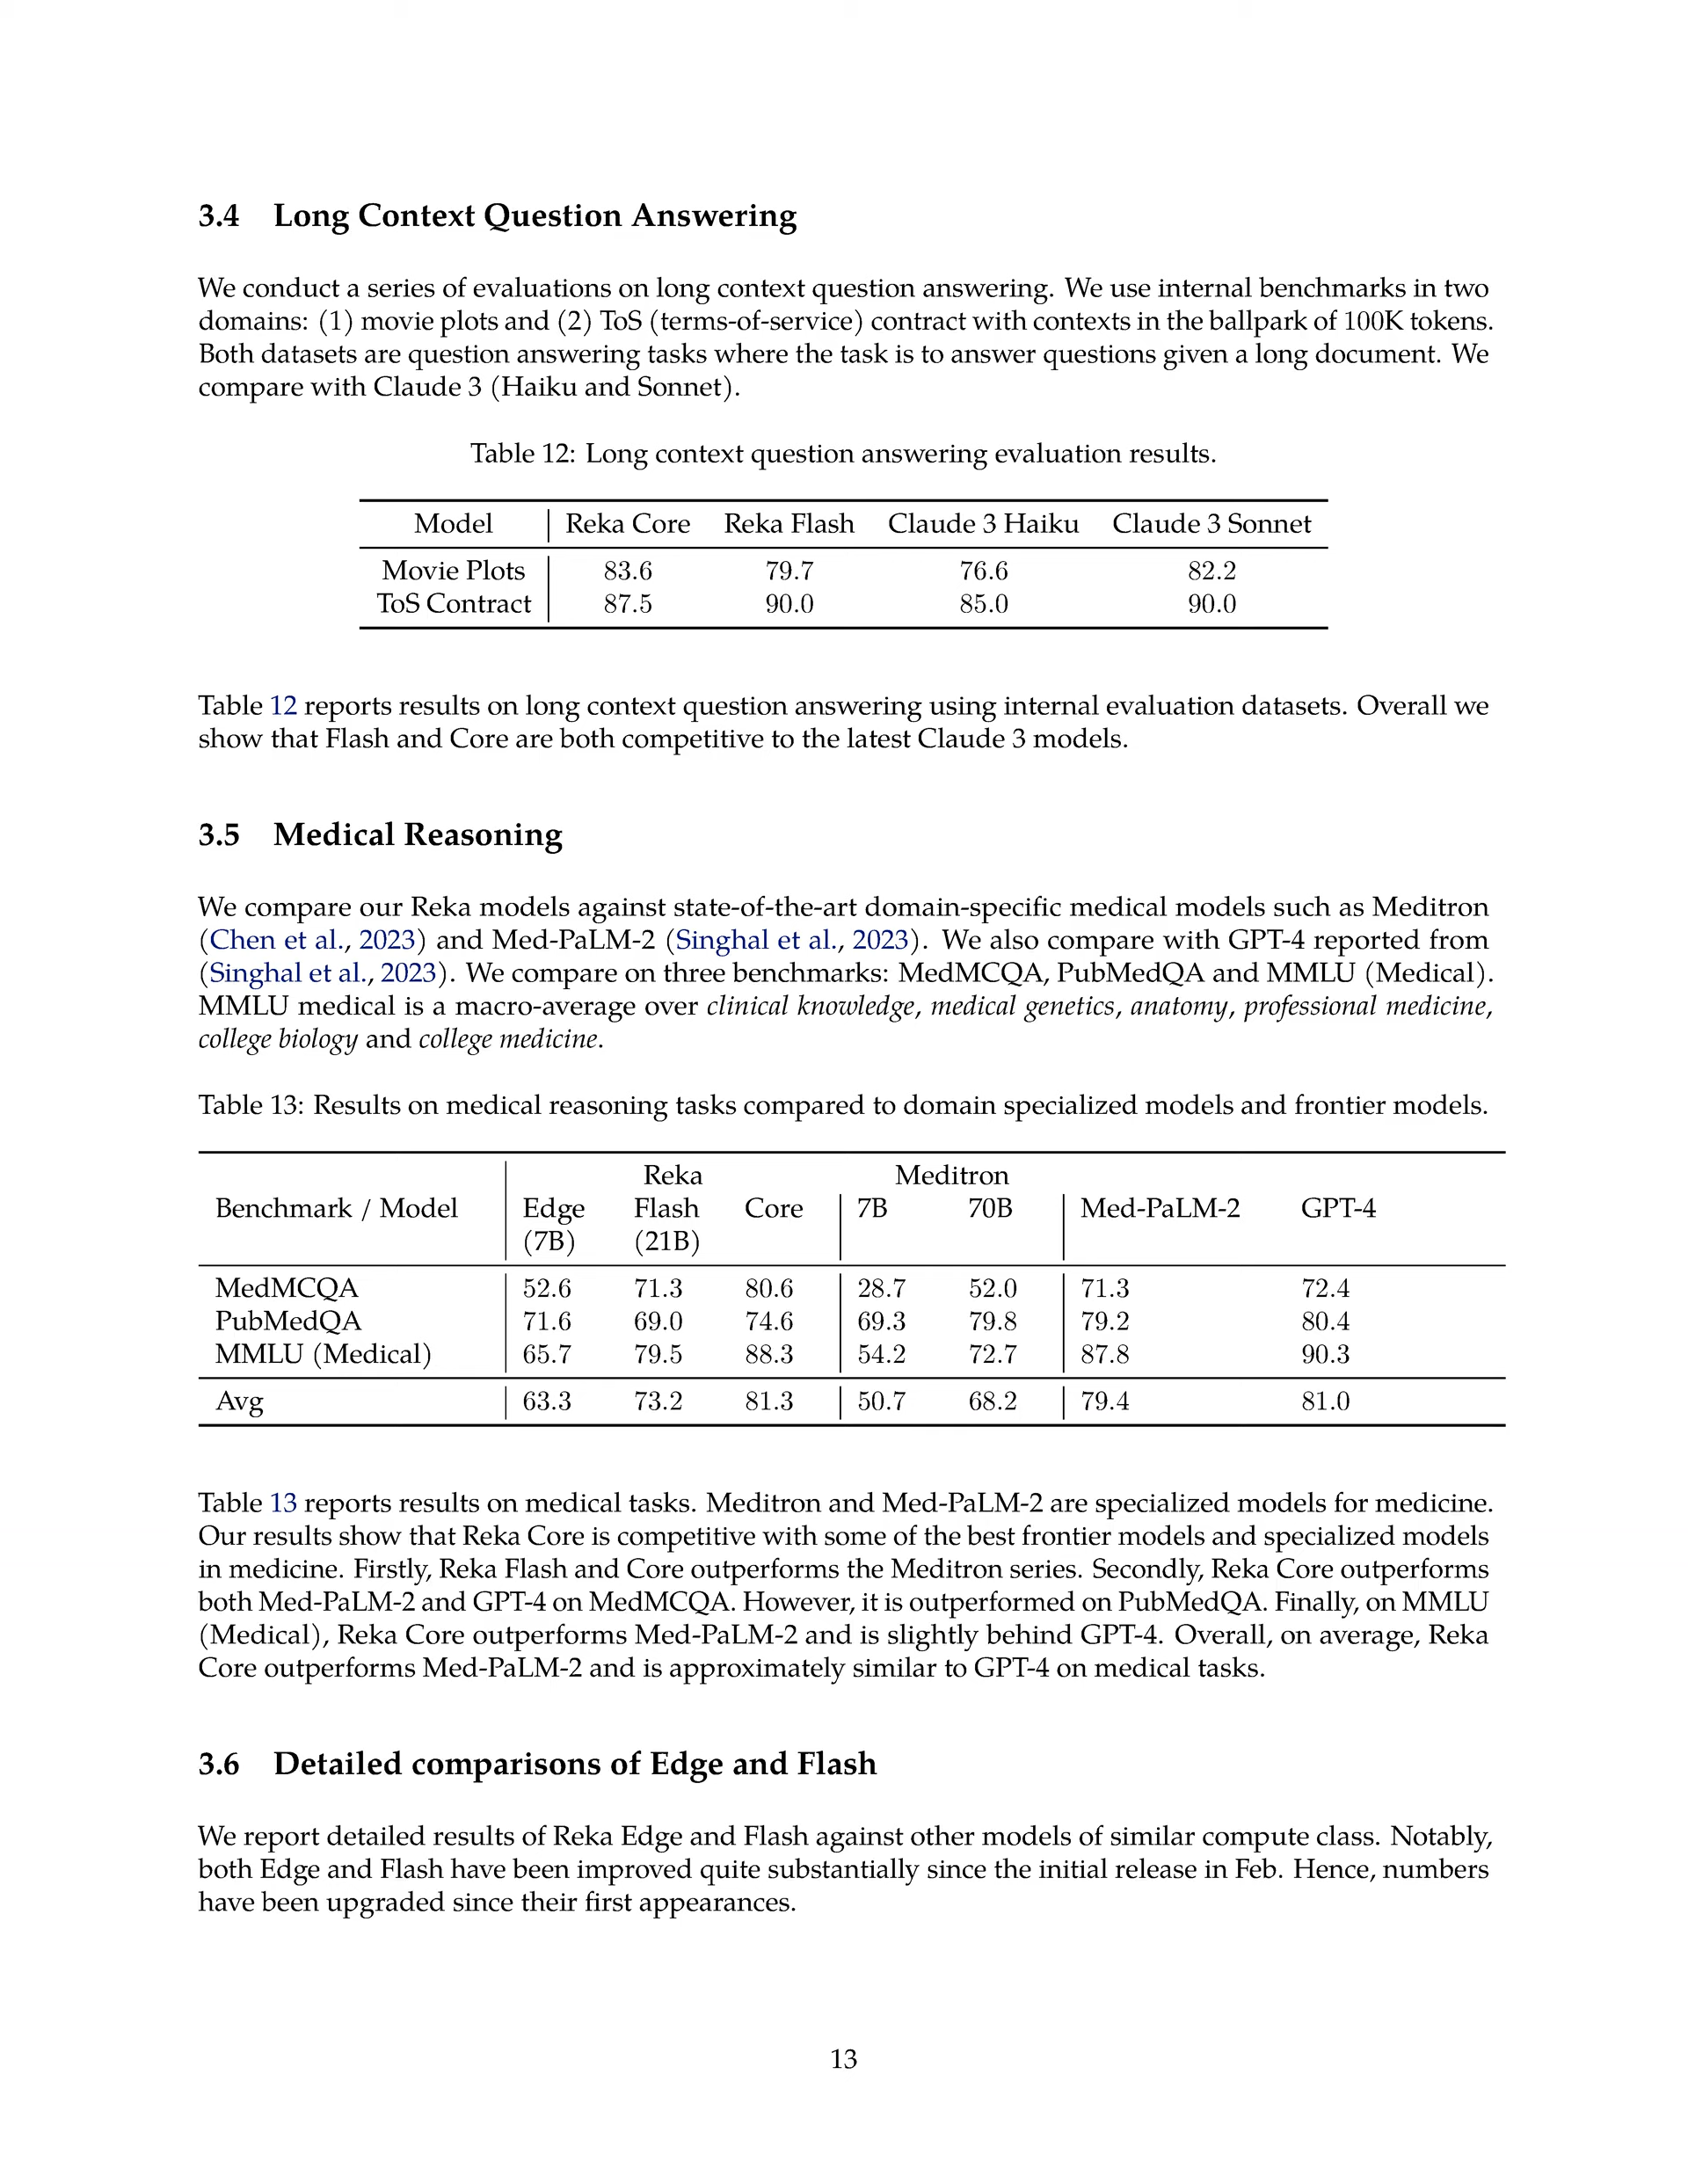 3.4 Long Context Question Answering
We conduct a series of evaluations on long context question answering. We use internal benchmarks in two
domains: (1) movie plots and (2) ToS (terms-of-service) contract with contexts in the ballpark of 100K tokens.
Both datasets are question answering tasks where the task is to answer questions given a long document. We
compare with Claude 3 (Haiku and Sonnet).
Table 12: Long context question answering evaluation results.
Model Reka Core Reka Flash Claude 3 Haiku Claude 3 Sonnet
Movie Plots 83.6 79.7 76.6 82.2
ToS Contract 87.5 90.0 85.0 90.0
Table 12 reports results on long context question answering using internal evaluation datasets. Overall we
show that Flash and Core are both competitive to the latest Claude 3 models.
3.5 Medical Reasoning
We compare our Reka models against state-of-the-art domain-specific medical models such as Meditron
(Chen et al., 2023) and Med-PaLM-2 (Singhal et al., 2023). We also compare with GPT-4 reported from
(Singhal et al., 2023). We compare on three benchmarks: MedMCQA, PubMedQA and MMLU (Medical).
MMLU medical is a macro-average over clinical knowledge, medical genetics, anatomy, professional medicine,
college biology and college medicine.
Table 13: Results on medical reasoning tasks compared to domain specialized models and frontier models.
Reka Meditron
Benchmark / Model Edge Flash Core 7B 70B Med-PaLM-2 GPT-4
(7B) (21B)
MedMCQA 52.6 71.3 80.6 28.7 52.0 71.3 72.4
PubMedQA 71.6 69.0 74.6 69.3 79.8 79.2 80.4
MMLU (Medical) 65.7 79.5 88.3 54.2 72.7 87.8 90.3
Avg 63.3 73.2 81.3 50.7 68.2 79.4 81.0
Table 13 reports results on medical tasks. Meditron and Med-PaLM-2 are specialized models for medicine.
Our results show that Reka Core is competitive with some of the best frontier models and specialized models
in medicine. Firstly, Reka Flash and Core outperforms the Meditron series. Secondly, Reka Core outperforms
both Med-PaLM-2 and GPT-4 on MedMCQA. However, it is outperformed on PubMedQA. Finally, on MMLU
(Medical), Reka Core outperforms Med-PaLM-2 and is slightly behind GPT-4. Overall, on average, Reka
Core outperforms Med-PaLM-2 and is approximately similar to GPT-4 on medical tasks.
3.6 Detailed comparisons of Edge and Flash
We report detailed results of Reka Edge and Flash against other models of similar compute class. Notably,
both Edge and Flash have been improved quite substantially since the initial release in Feb. Hence, numbers
have been upgraded since their first appearances.
13